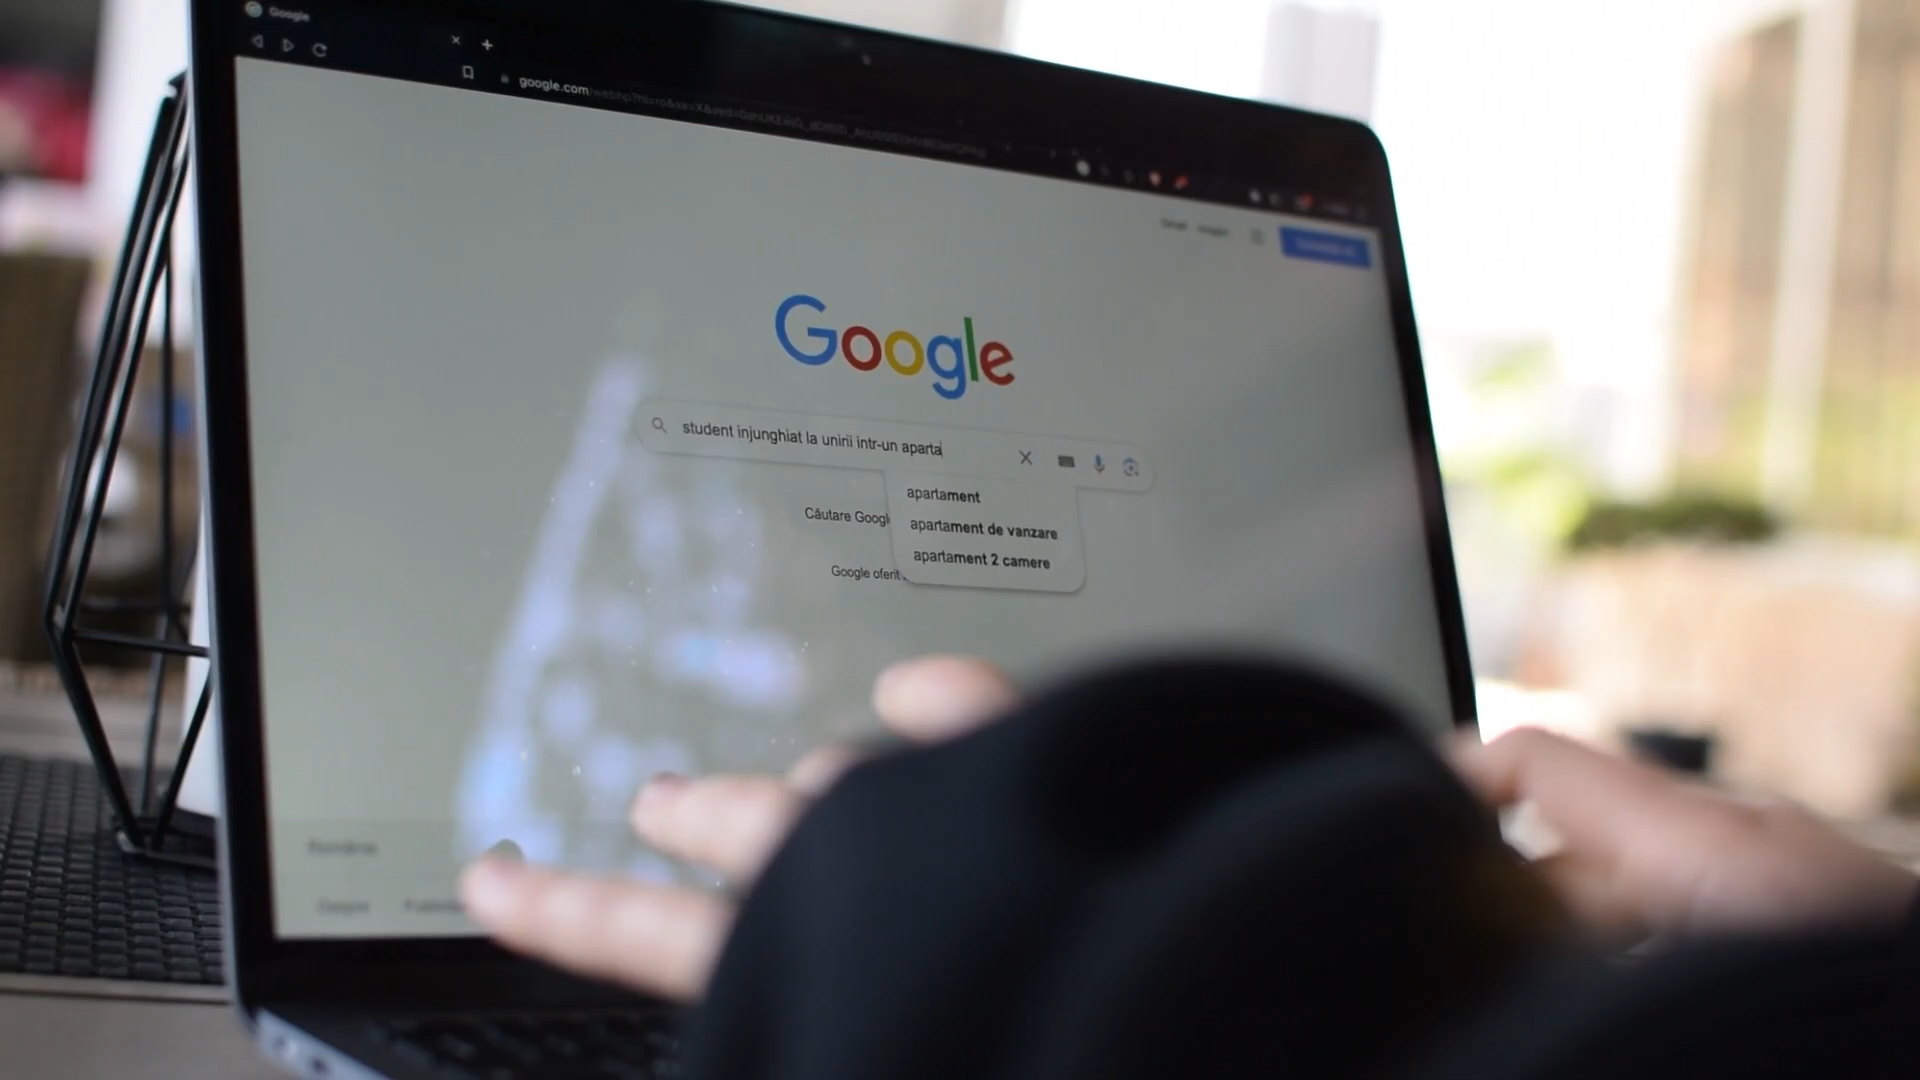 Google
google.com
Google
student injunghiat la unirii intr-un aparta
apartament
Căutare Googl
apartament de vanzare
apartament 2 camere
Google oferit